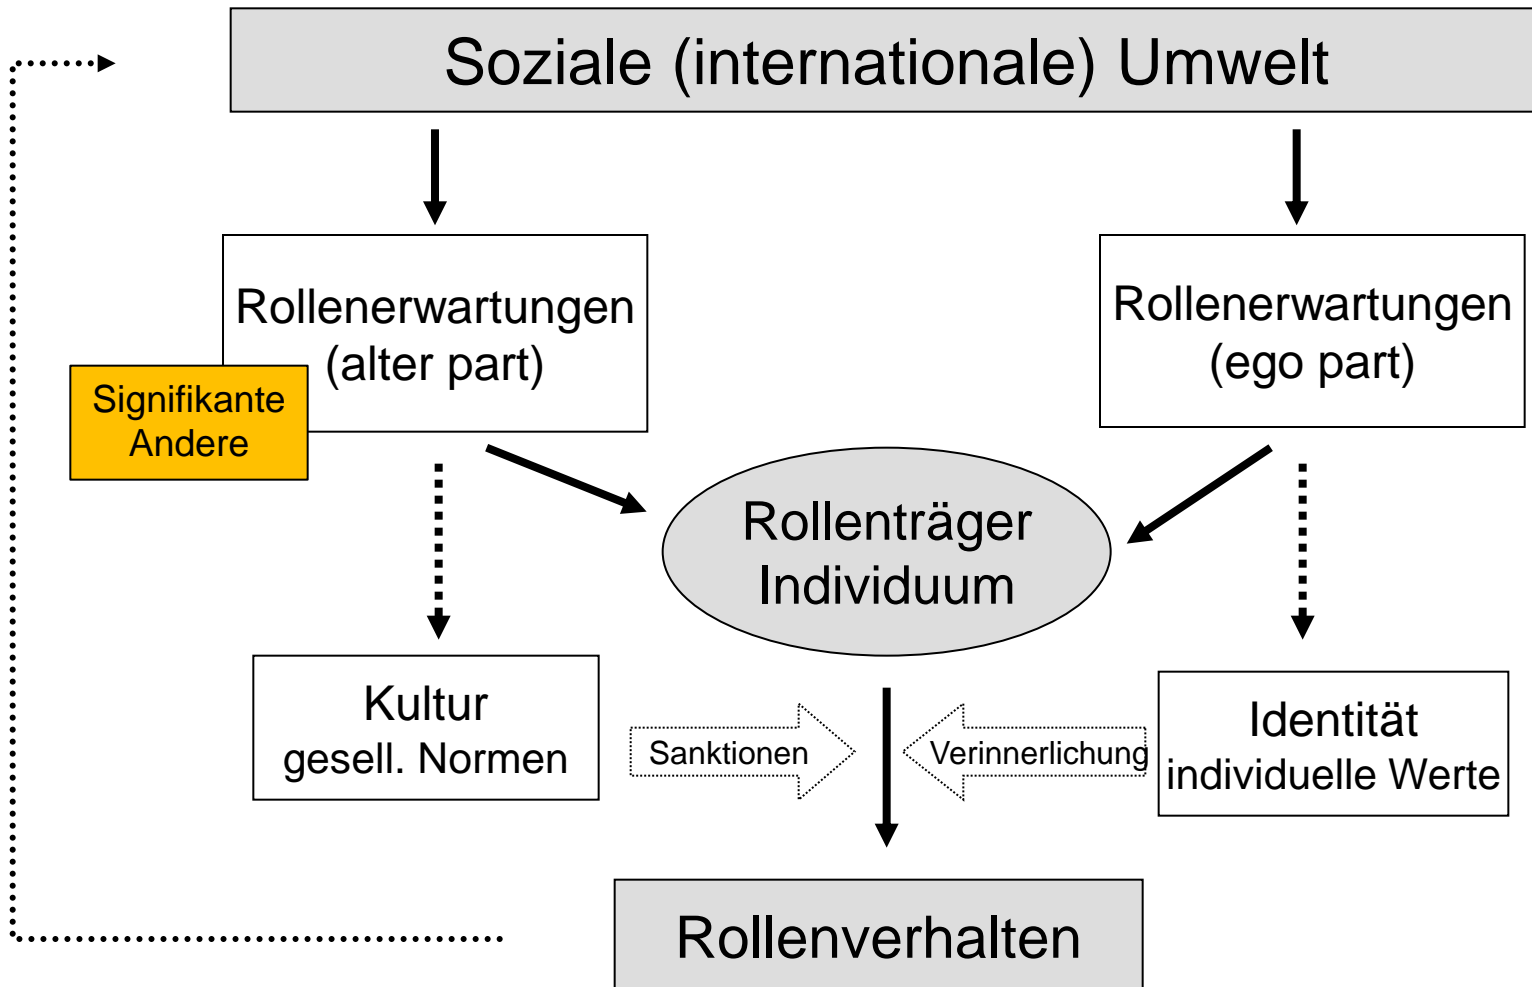 Soziale (internationale) Umwelt
Rollenerwartungen
(alter part)
Rollenerwartungen
(ego part)
Signifikante
Andere
Rollenträger
Individuum
Kultur
gesell. Normen
Sanktionen
Verinnerlichung
Identität
individuelle Werte
Rollenverhalten